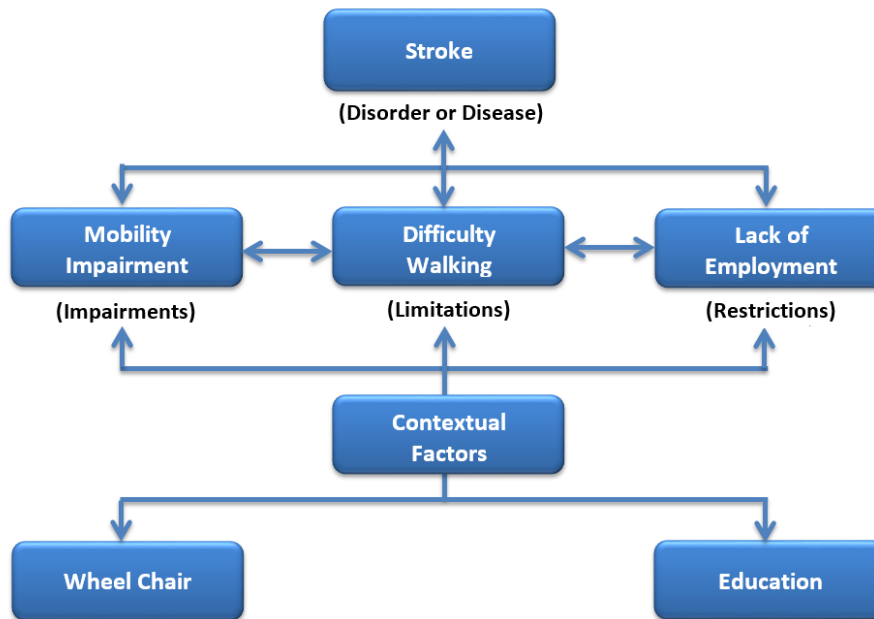 Stroke
(Disorder or Disease)
Mobility
Impairment
Difficulty
Walking
Lack of
Employment
(Impairments)
(Limitations)
(Restrictions)
Contextual
Factors
Wheel Chair
Education